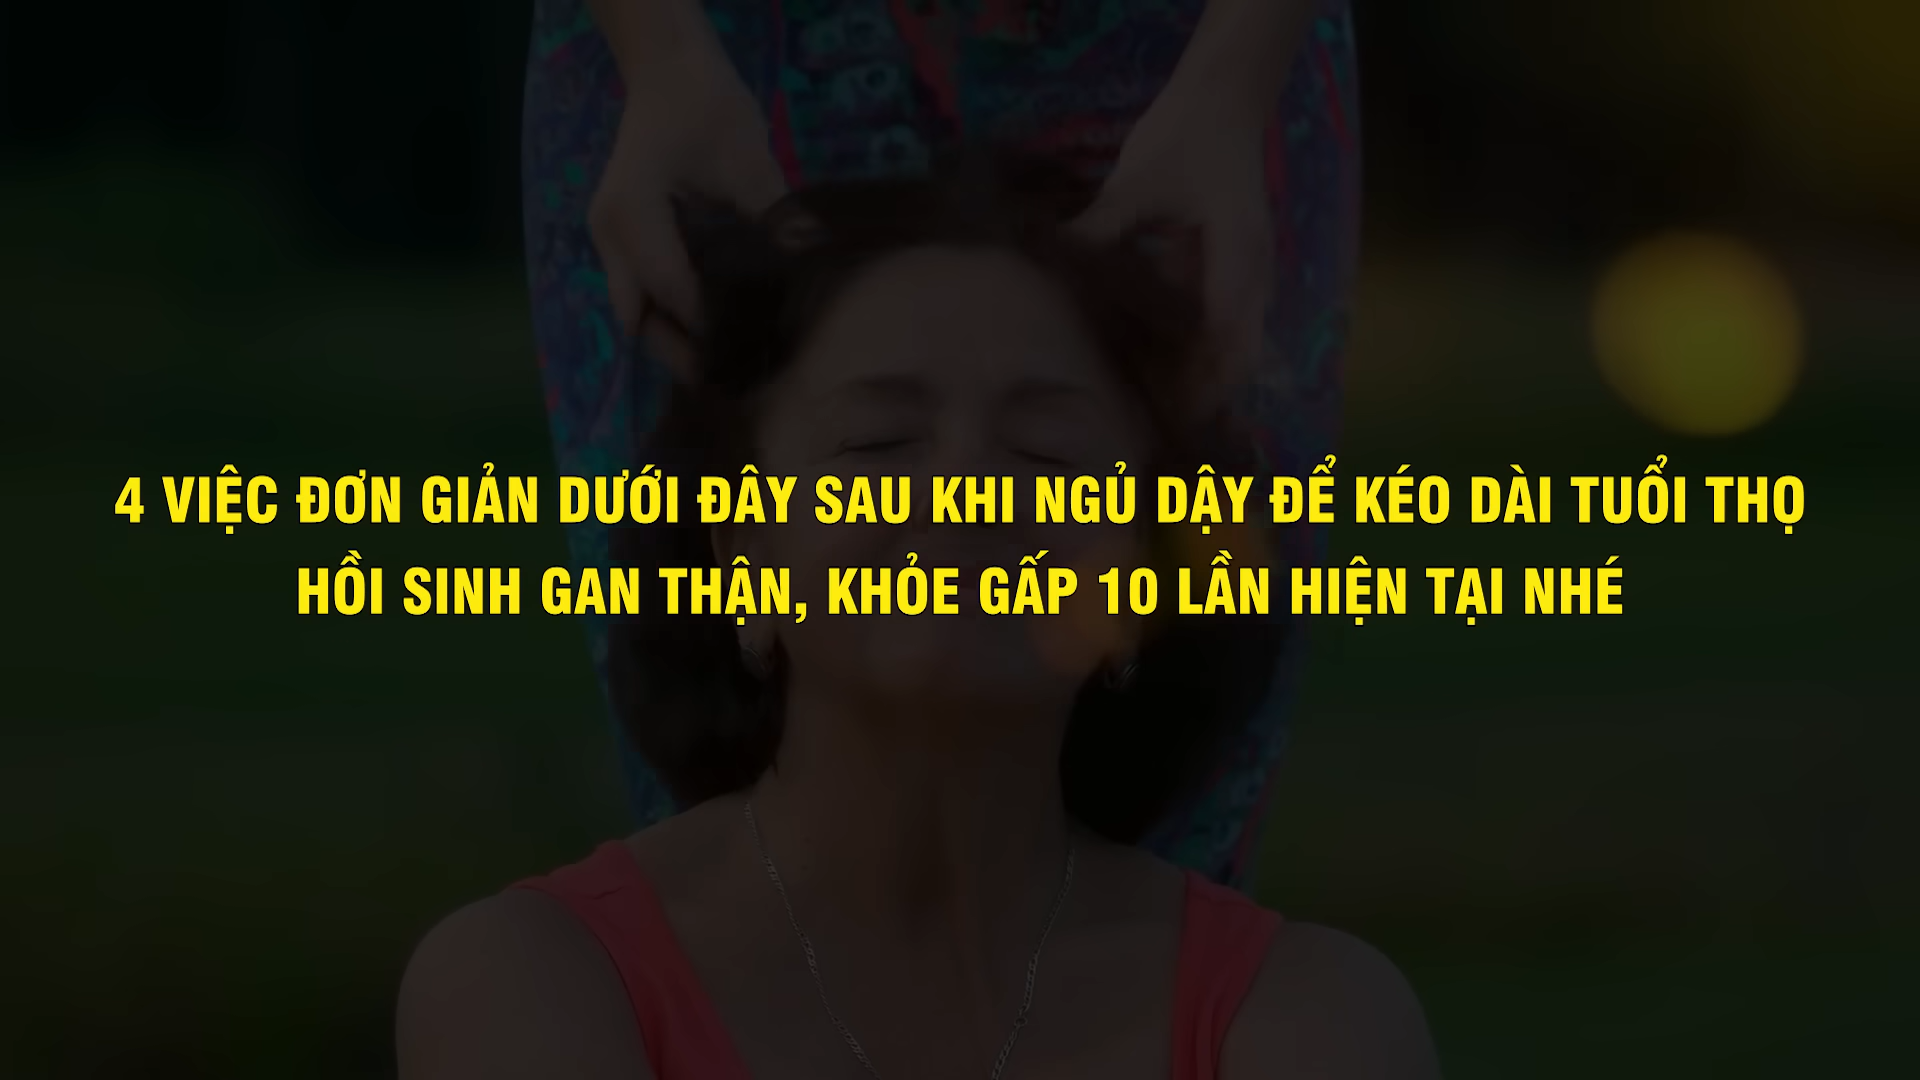 4 VIỆC ĐƠN GIẢN DƯỚI ĐÂY SAU KHI NGỦ DẬY ĐỂ KÉO DÀI TUỔI THỌ
HỒI SINH GAN THẬN, KHỎE GẤP 10 LẦN HIỆN TẠI NHÉ